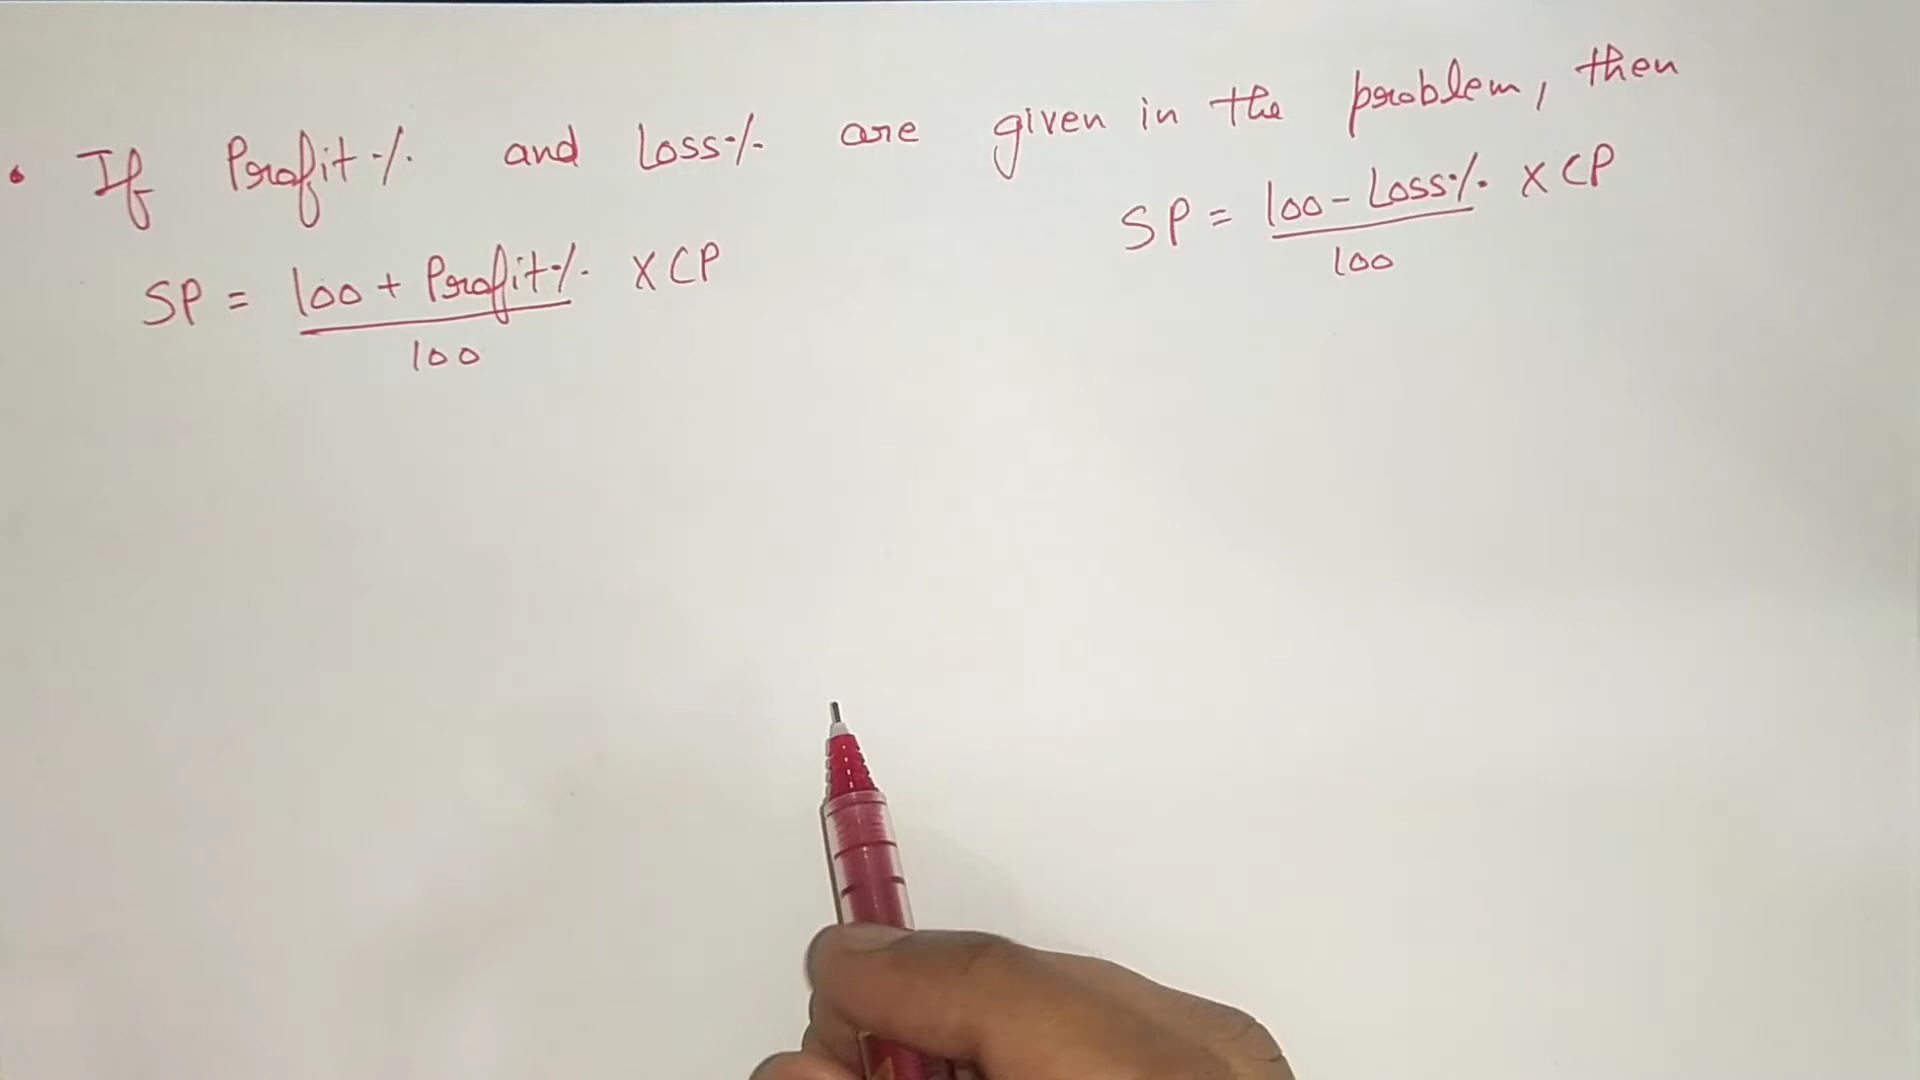 • If Profit% and Loss% are given in the problem, then
SP = 100 + Profit% X CP
100
SP = 100 - Loss% X CP
100